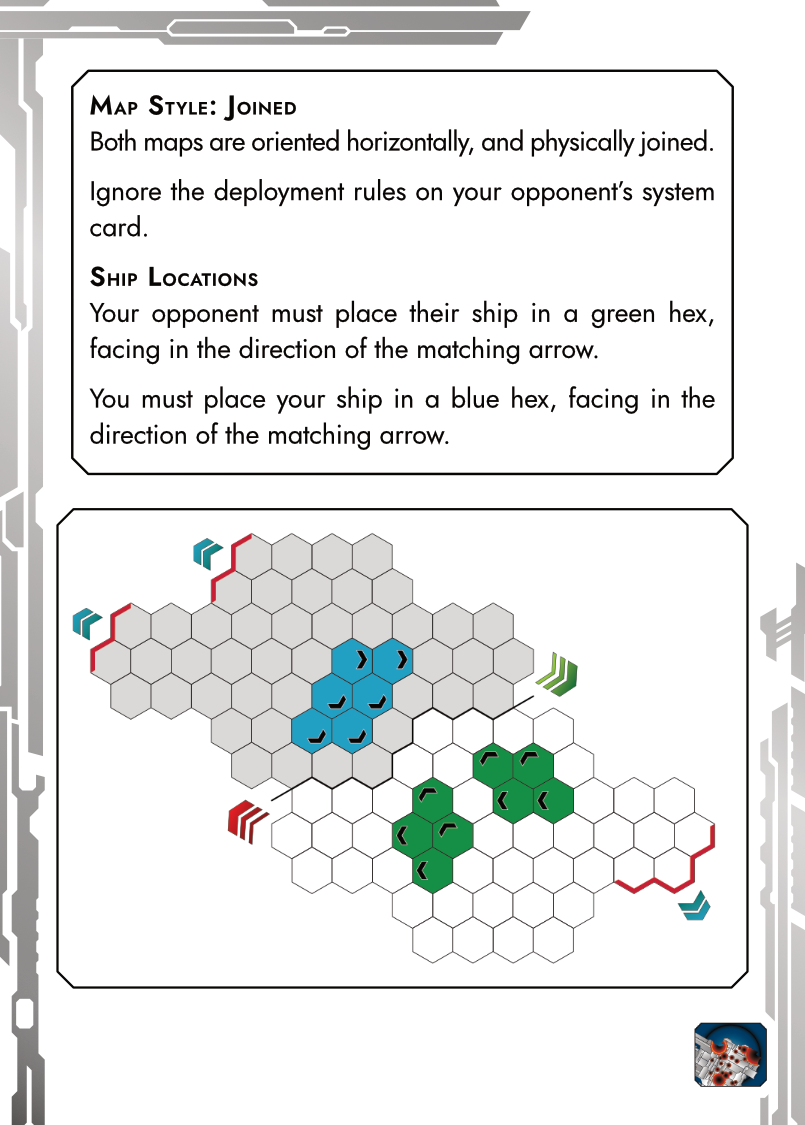 Map Style: Joined
Both maps are oriented horizontally, and physically joined.
Ignore the deployment rules on your opponent's system
card.
Ship Locations
Your opponent must place their ship in a green hex,
facing in the direction of the matching arrow.
You must place your ship in a blue hex, facing in the
direction of the matching arrow.